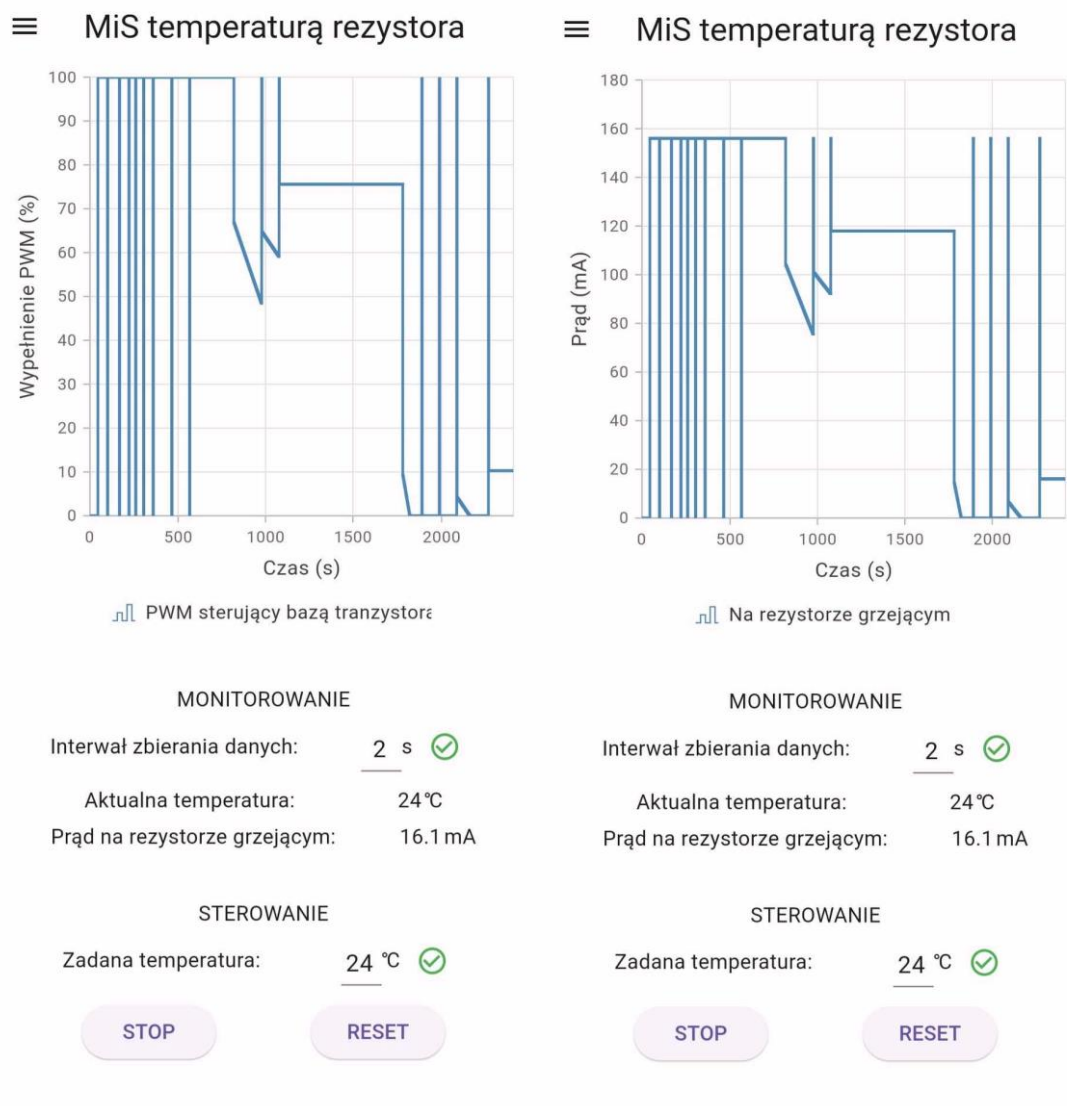 MiS temperaturą rezystora
100
90
80
70
60
50
40
30
20
10
0
Wypełnienie PWM (%)
0 500 1000 1500 2000
Czas (s)
PWM sterujący bazą tranzystora
MONITOROWANIE
Interwał zbierania danych: 2 s
Aktualna temperatura: 24℃
Prąd na rezystorze grzejącym: 16.1 mA
STEROWANIE
Zadana temperatura: 24 ℃
STOP RESET
MiS temperaturą rezystora
180
160
140
120
100
80
60
40
20
0
Prąd (mA)
0 500 1000 1500 2000
Czas (s)
Na rezystorze grzejącym
MONITOROWANIE
Interwał zbierania danych: 2 s
Aktualna temperatura: 24℃
Prąd na rezystorze grzejącym: 16.1 mA
STEROWANIE
Zadana temperatura: 24 ℃
STOP RESET